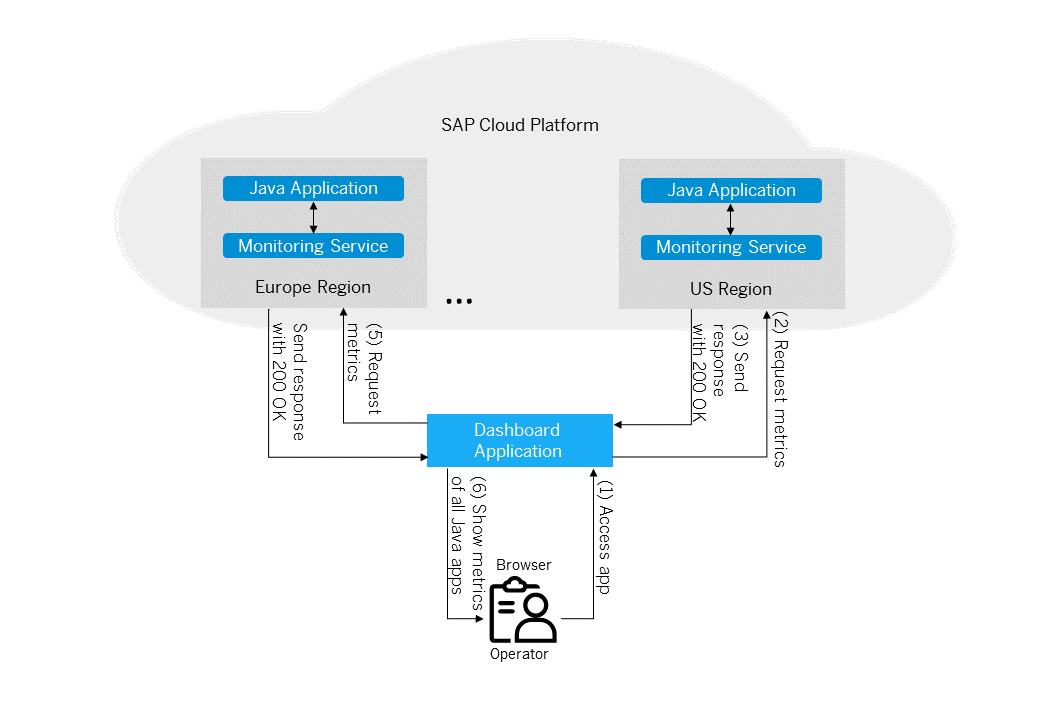 SAP Cloud Platform
Java Application
Monitoring Service
Europe Region
...
Java Application
Monitoring Service
US Region
Send response
with 200 OK
(5) Request
metrics
(3) Send
response
with 200 OK
(2) Request metrics
Dashboard
Application
(6) Show metrics
of all Java apps
(1) Access app
Browser
Operator